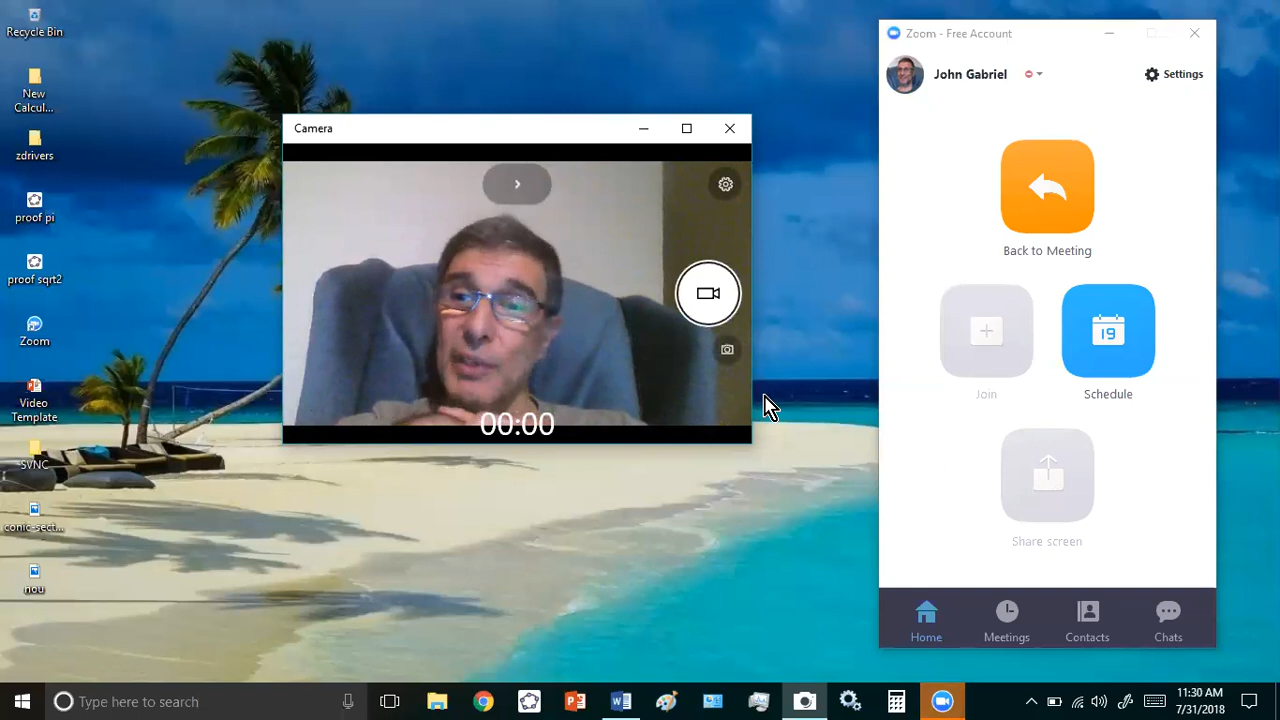 Recycle Bin
New
Calcul...
zdrivers
proof pi
proof sqrt2
Zoom
Video
Template
SVNC
conic-sect...
nou
Camera
00:00
Zoom - Free Account
John Gabriel
Settings
Back to Meeting
19
Join
Schedule
Share screen
Home
Meetings
Contacts
Chats
Type here to search
11:30 AM
7/31/2018